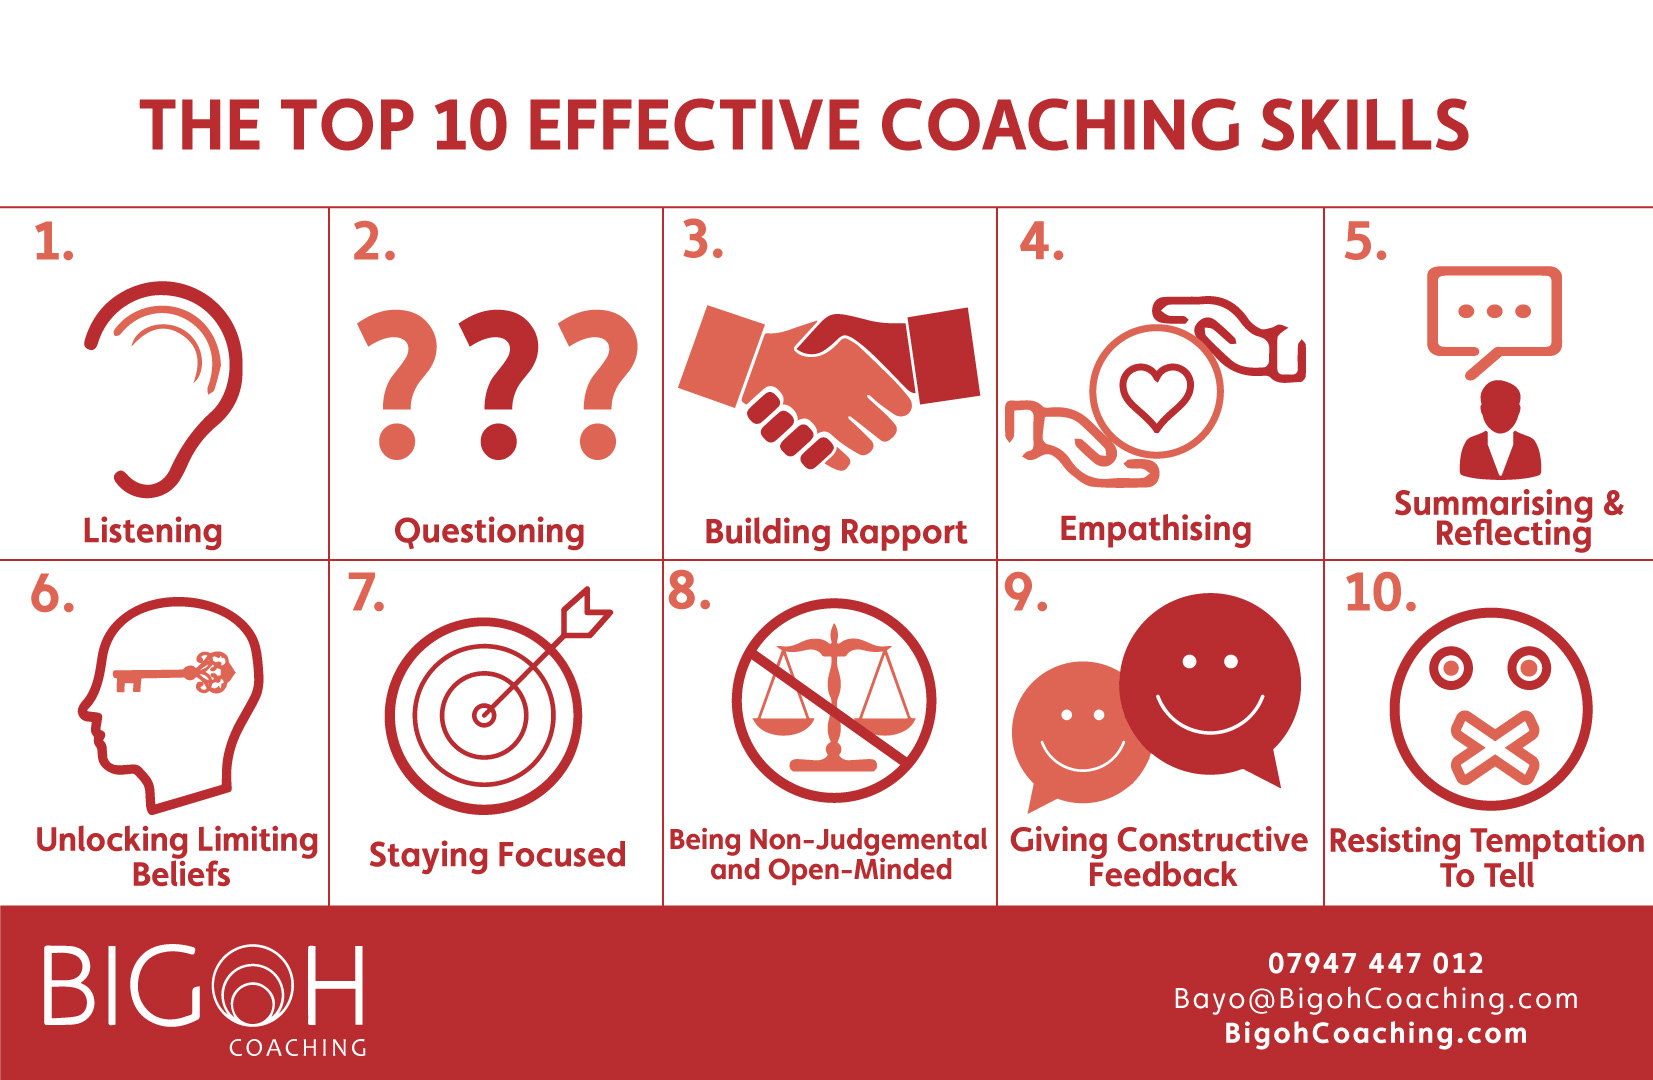 THE TOP 10 EFFECTIVE COACHING SKILLS
1.
Listening
2.
Questioning
3.
Building Rapport
4.
Empathising
5.
Summarising &
Reflecting
6.
Unlocking Limiting
Beliefs
7.
Staying Focused
8.
Being Non-Judgemental
and Open-Minded
9.
Giving Constructive
Feedback
10.
Resisting Temptation
To Tell
BIGOH
COACHING
07947 447 012
Bayo@BigohCoaching.com
BigohCoaching.com